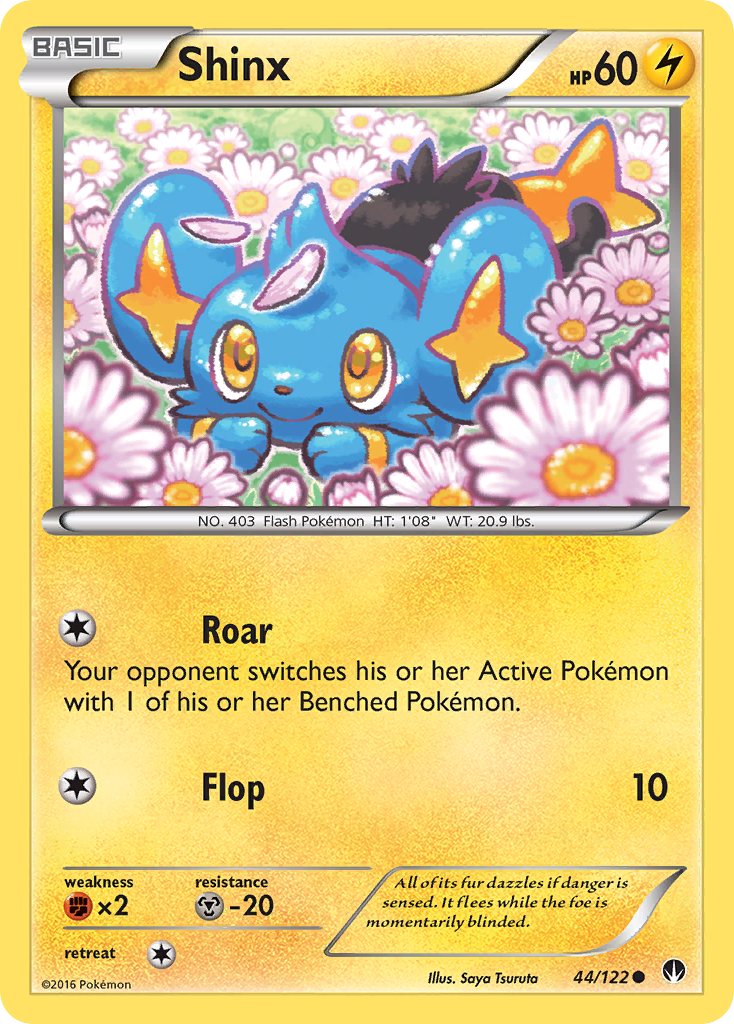 BASIC
Shinx
HP60
NO. 403 Flash Pokémon HT: 1'08" WT: 20.9 lbs.
Roar
Your opponent switches his or her Active Pokémon
with 1 of his or her Benched Pokémon.
Flop 10
weakness resistance
×2 -20
retreat
All of its fur dazzles if danger is
sensed. It flees while the foe is
momentarily blinded.
©2016 Pokémon
Illus. Saya Tsuruta
44/122